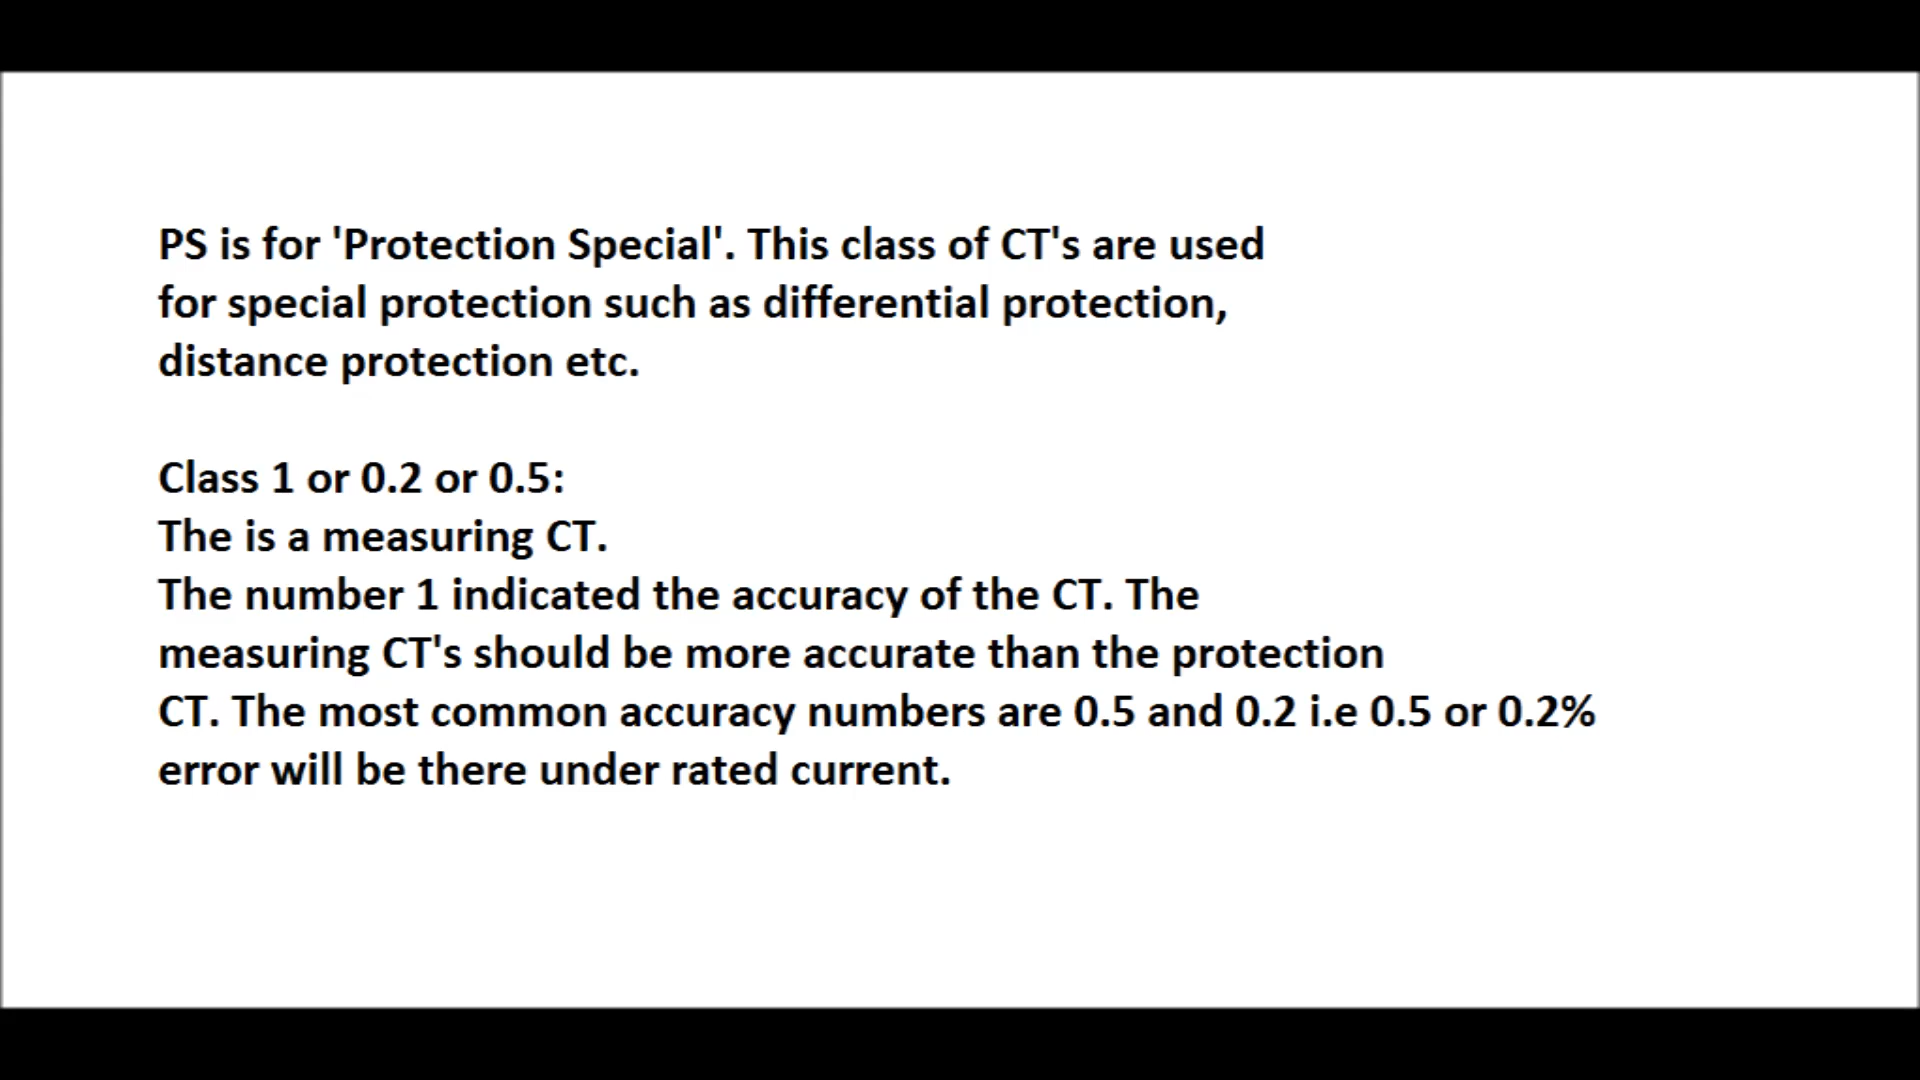 PS is for 'Protection Special'. This class of CT's are used
for special protection such as differential protection,
distance protection etc.
Class 1 or 0.2 or 0.5:
The is a measuring CT.
The number 1 indicated the accuracy of the CT. The
measuring CT's should be more accurate than the protection
CT. The most common accuracy numbers are 0.5 and 0.2 i.e 0.5 or 0.2%
error will be there under rated current.